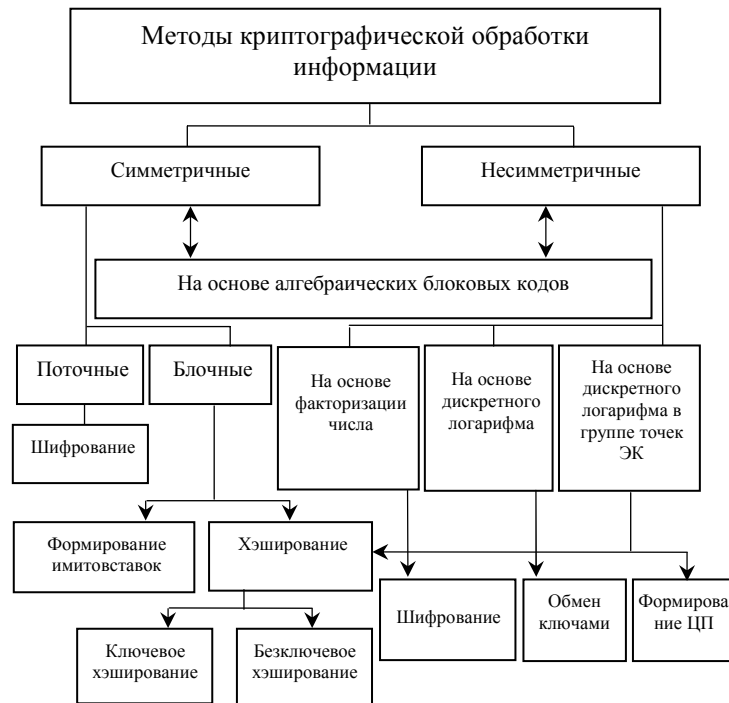 Методы криптографической обработки
информации
Симметричные
Несимметричные
На основе алгебраических блоковых кодов
Поточные
Блочные
На основе
факторизации
числа
На основе
дискретного
логарифма
На основе
дискретного
логарифма в
группе точек
ЭК
Шифрование
Формирование
имитовставок
Хэширование
Шифрование
Обмен
ключами
Формирова
ние ЦП
Ключевое
хэширование
Безключевое
хэширование